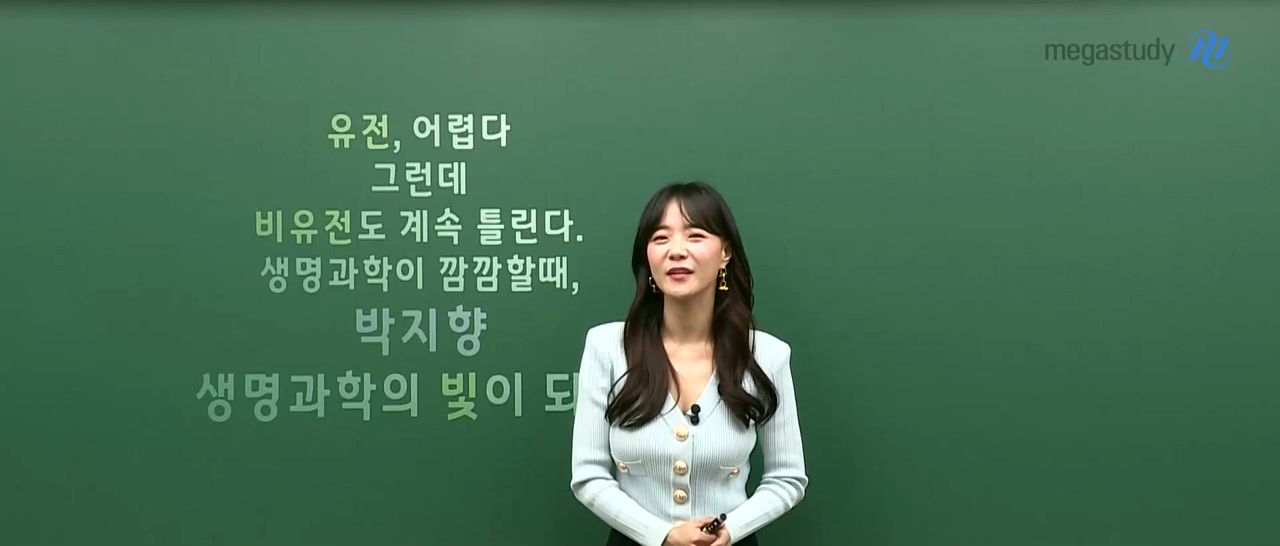 megastudy
유전, 어렵다
그런데
비유전도 계속 틀린다.
생명과학이 깜깜할때,
박지향
생명과학의 빛이 되